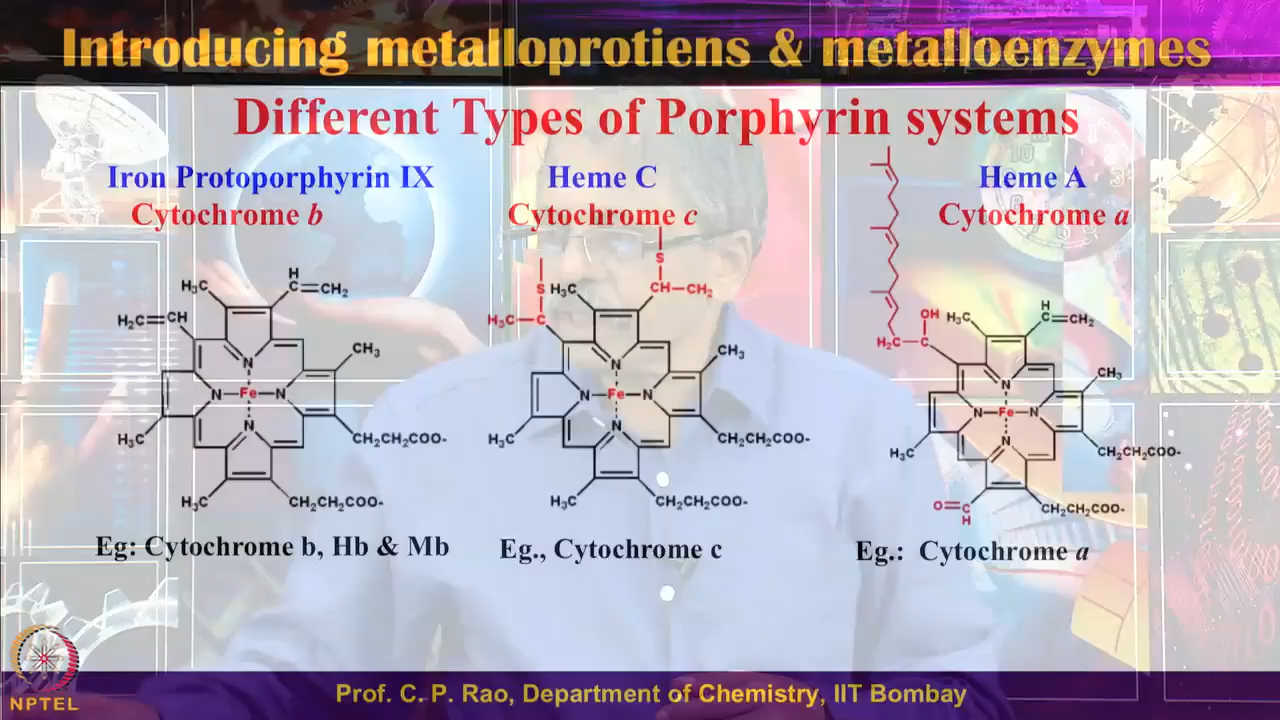 Introducing metalloprotiens & metalloenzymes
Different Types of Porphyrin systems
Iron Protoporphyrin IX
Cytochrome b
H₃C
H
C=CH₂
H₂C=CH
CH₃
N
N Fe N
N
H₃C
CH₂CH₂COO-
H₃C
CH₂CH₂COO-
Eg: Cytochrome b, Hb & Mb
Heme C
Cytochrome c
S
S
H₃C
CH-CH₂
H₃C-C
CH₃
N
N-Fe-N
N
H₃C
CH₂CH₂COO-
H₃C
CH₂CH₂COO-
Eg., Cytochrome c
Heme A
Cytochrome a
OH
H₃C
H
C=CH₂
H₂C-C
CH₃
N
N-Fe-N
N
H₃C
CH₂CH₂COO-
O=C
H
CH₂CH₂COO-
Eg.: Cytochrome a
10
NPTEL
Prof. C. P. Rao, Department of Chemistry, IIT Bombay